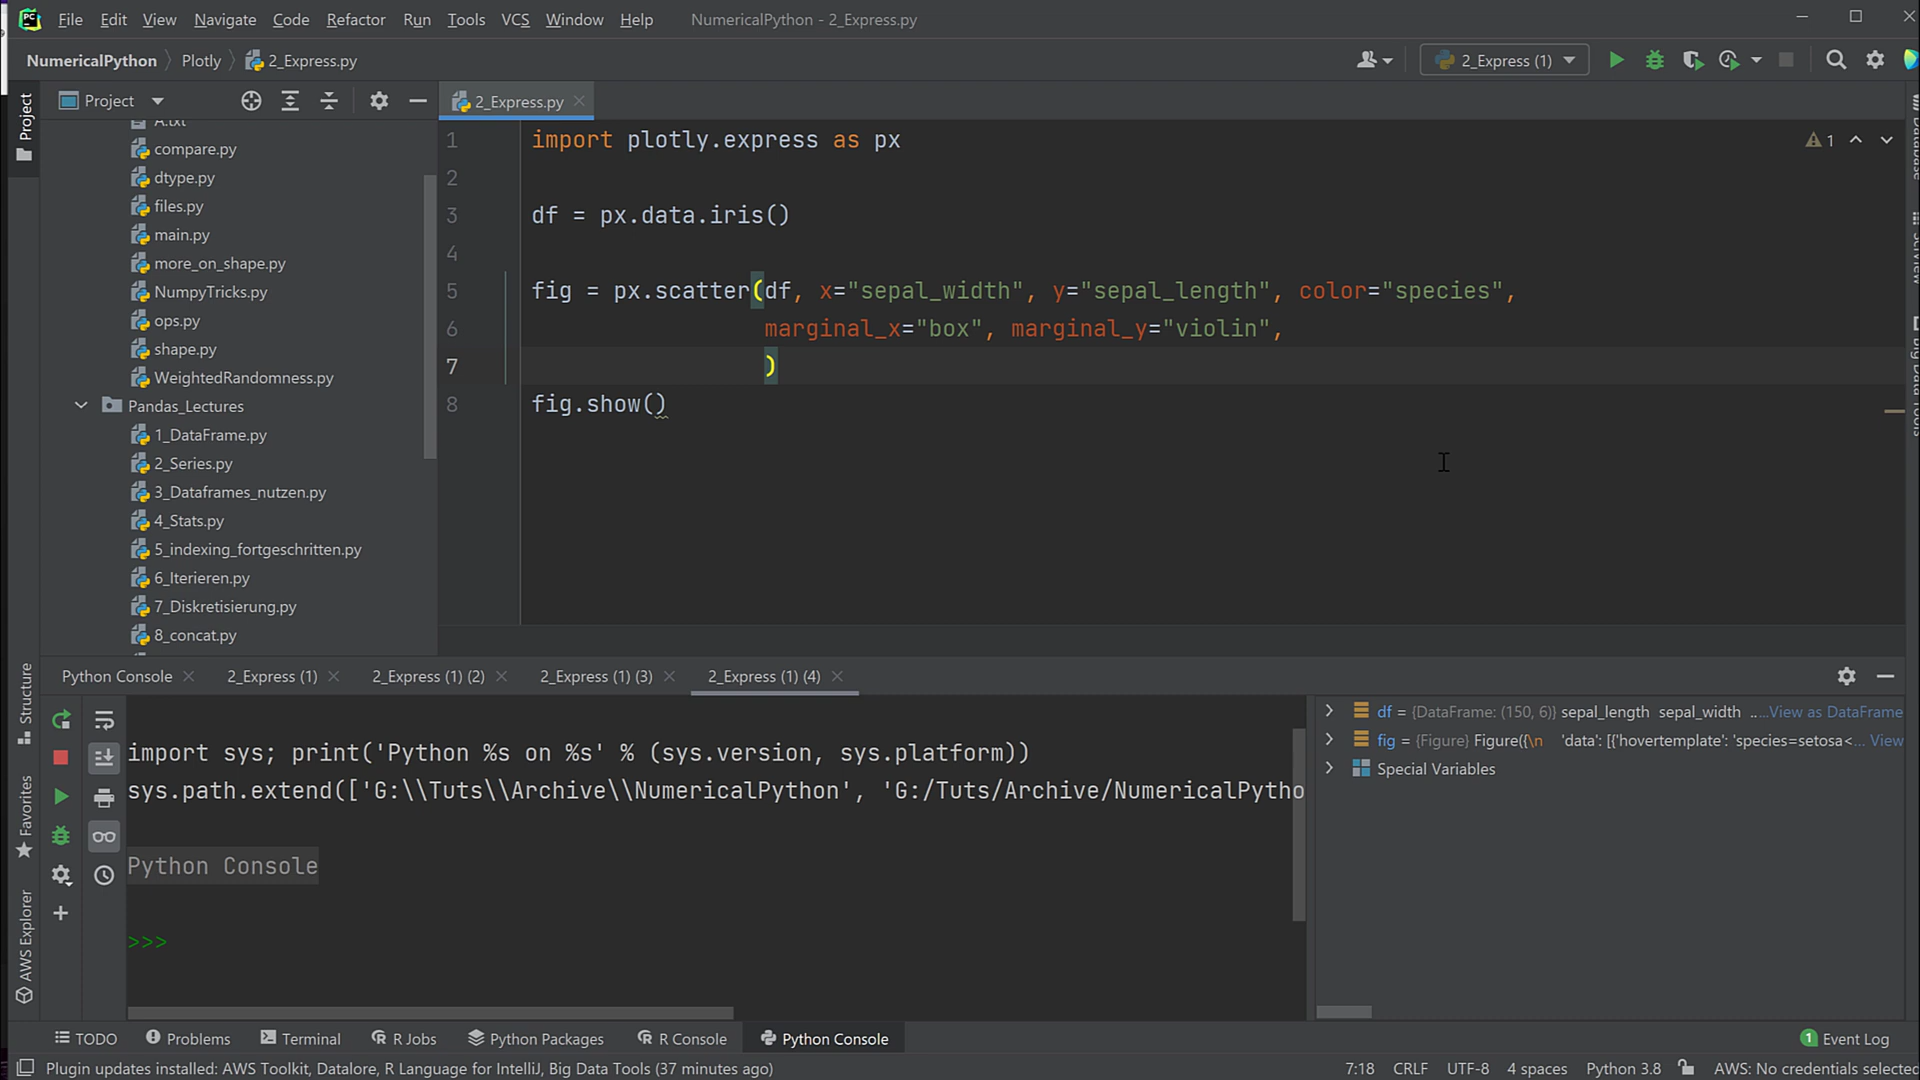 PC File Edit View Navigate Code Refactor Run Tools VCS Window Help NumericalPython - 2_Express.py
NumericalPython Plotly 2_Express.py
2_Express (1)
Project
Project
A.txt
compare.py
dtype.py
files.py
main.py
more_on_shape.py
NumpyTricks.py
ops.py
shape.py
WeightedRandomness.py
Pandas_Lectures
1_DataFrame.py
2_Series.py
3_Dataframes_nutzen.py
4_Stats.py
5_indexing_fortgeschritten.py
6_Iterieren.py
7_Diskretisierung.py
8_concat.py
2_Express.py
1 import plotly.express as px
2
3 df = px.data.iris()
4
5 fig = px.scatter(df, x="sepal_width", y="sepal_length", color="species",
6 marginal_x="box", marginal_y="violin",
7 )
8 fig.show()
1
Database
SciView
Big Data Tools
Structure
Favorites
AWS Explorer
Python Console 2_Express (1) 2_Express (1) (2) 2_Express (1) (3) 2_Express (1) (4)
import sys; print('Python %s on %s' % (sys.version, sys.platform))
sys.path.extend(['G:\\Tuts\\Archive\\NumericalPython', 'G:/Tuts/Archive/NumericalPytho
Python Console
>>>
df = {DataFrame: (150, 6)} sepal_length sepal_width ...View as DataFrame
fig = {Figure} Figure({\n 'data': [{'hovertemplate': 'species=setosa<... View
Special Variables
TODO Problems Terminal R Jobs Python Packages R Console Python Console 1 Event Log
Plugin updates installed: AWS Toolkit, Datalore, R Language for IntelliJ, Big Data Tools (37 minutes ago) 7:18 CRLF UTF-8 4 spaces Python 3.8 AWS: No credentials selected